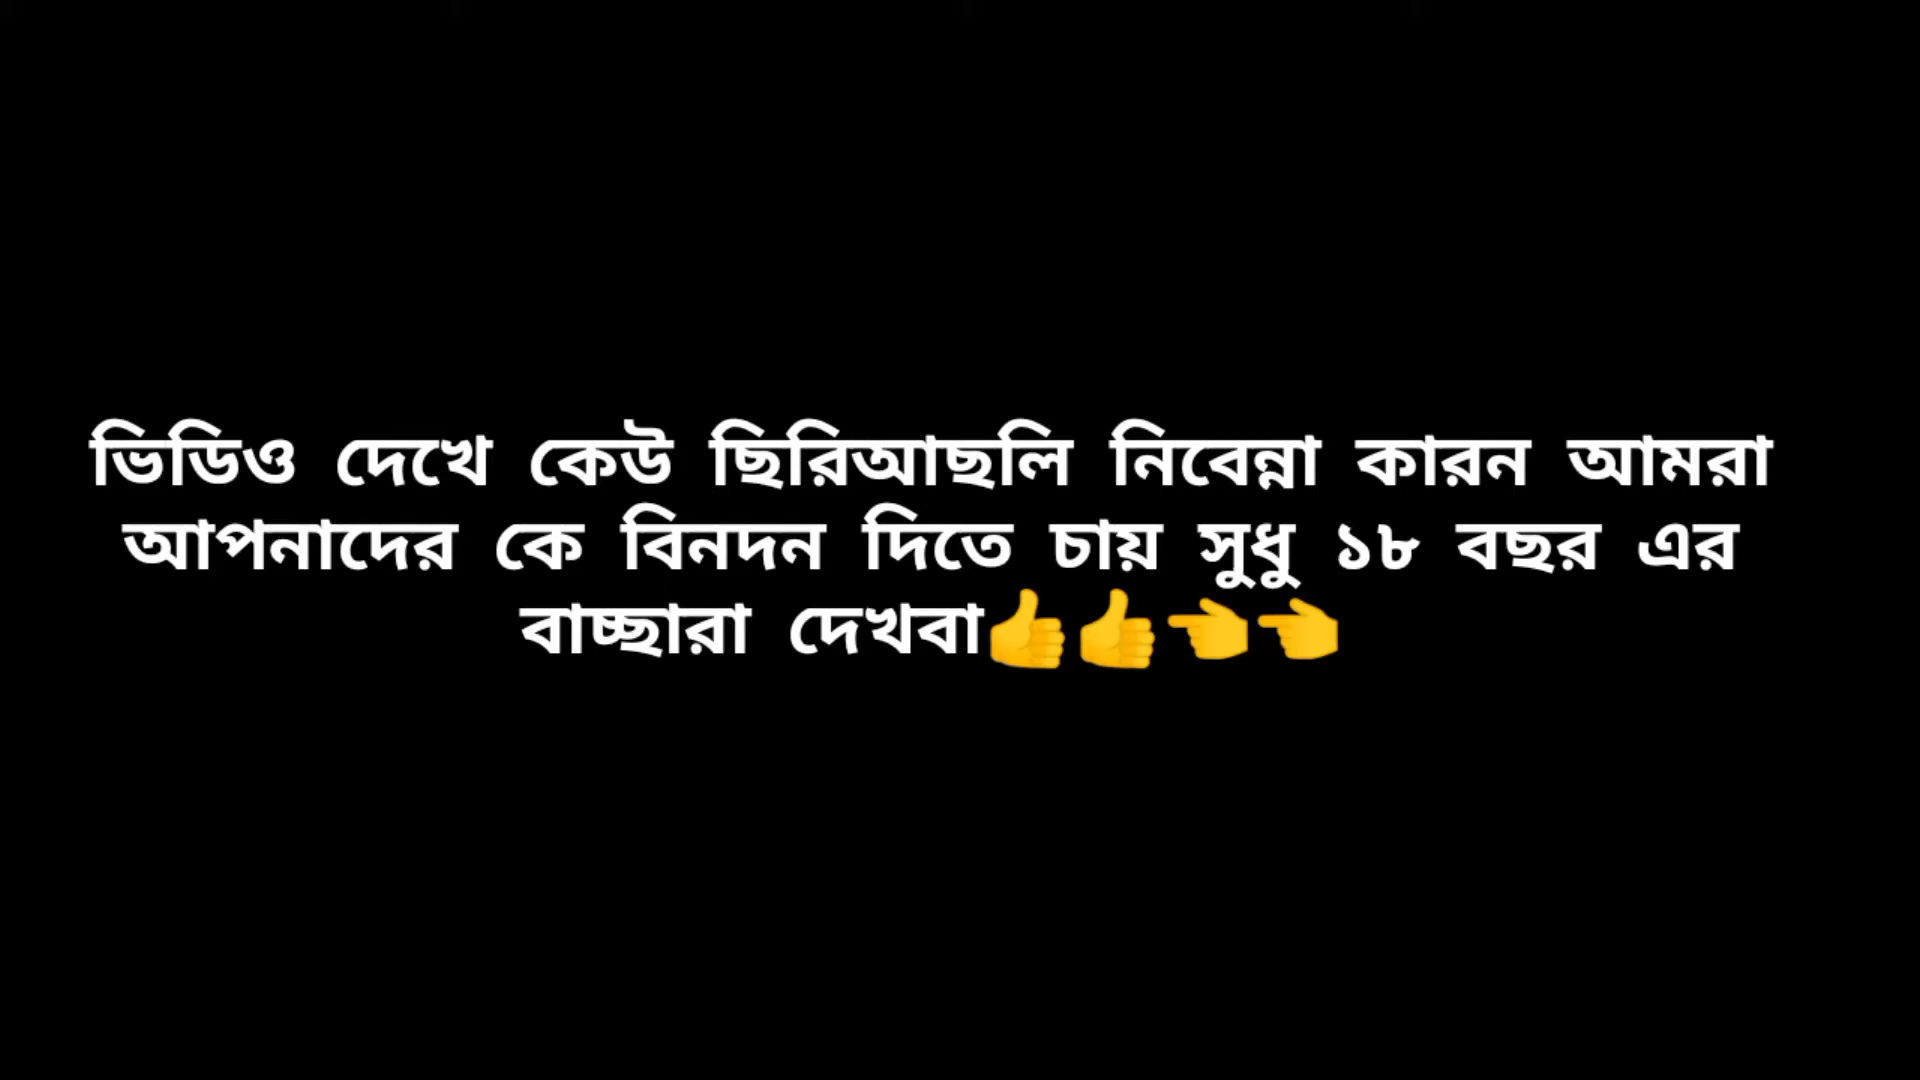 ভিডিও দেখে কেউ ছিরিআছলি নিবেন্না কারন আমরা
আপনাদের কে বিনদন দিতে চায় সুধু ১৮ বছর এর
বাচ্ছারা দেখবা👍👍👈👈